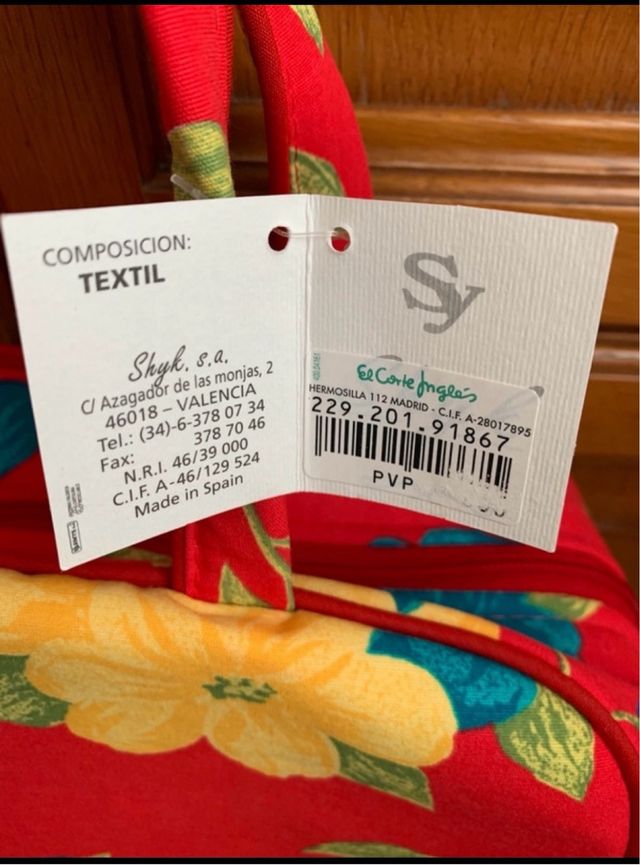 COMPOSICION:
TEXTIL
Shyk. s.a.
C/ Azagador de las monjas, 2
46018 – VALENCIA
Tel.: (34)-6-378 07 34
Fax: 378 70 46
N.R.I. 46/39 000
C.I.F. A-46/129 524
Made in Spain
Sy
El Corte Inglés
HERMOSILLA 112 MADRID - C.I.F. A-28017895
229.201.91867
PVP